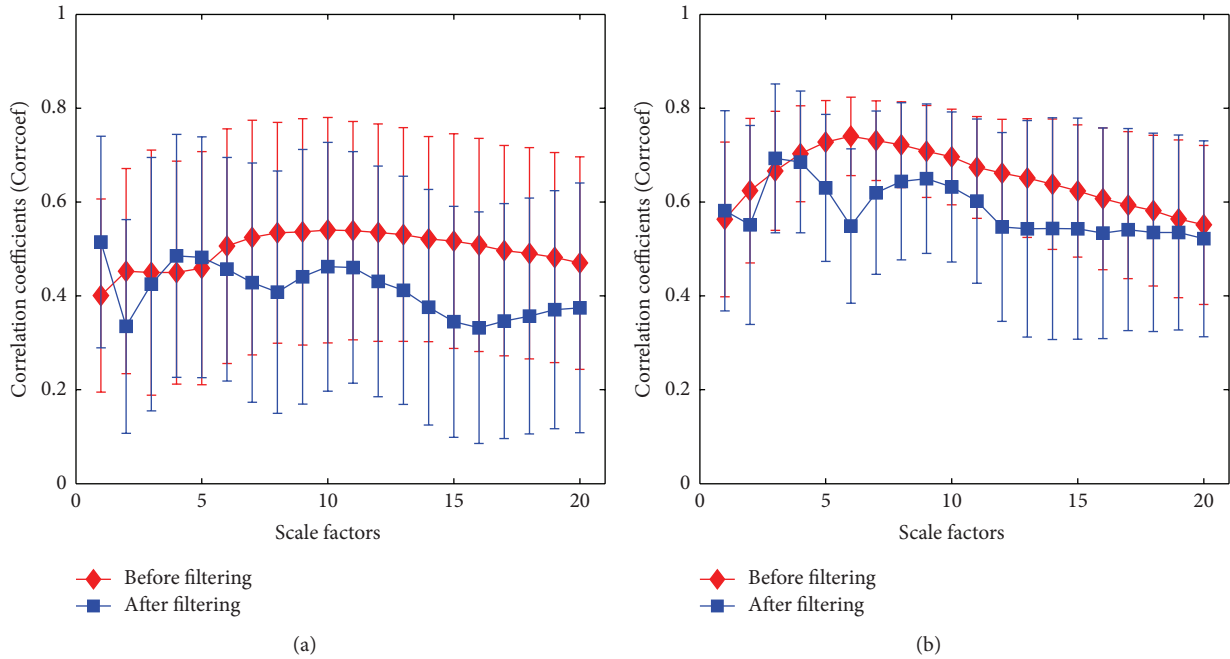 1
0.8
0.6
0.4
0.2
0
Correlation coefficients (Corrcoef)
0 5 10 15 20
Scale factors
Before filtering
After filtering
(a)
1
0.8
0.6
0.4
0.2
0
Correlation coefficients (Corrcoef)
0 5 10 15 20
Scale factors
Before filtering
After filtering
(b)